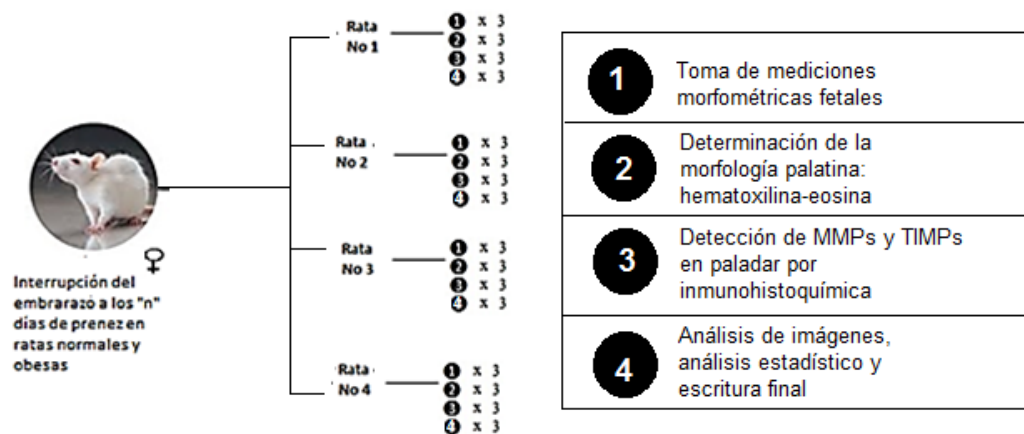 Interrupción del
embrarazó a los "n"
días de prenez en
ratas normales y
obesas
Rata
No 1
1 x 3
2 x 3
3 x 3
4 x 3
Rata
No 2
1 x 3
2 x 3
3 x 3
4 x 3
Rata
No 3
1 x 3
2 x 3
3 x 3
4 x 3
Rata
No 4
1 x 3
2 x 3
3 x 3
4 x 3
1
Toma de mediciones
morfométricas fetales
2
Determinación de la
morfología palatina:
hematoxilina-eosina
3
Detección de MMPs y TIMPs
en paladar por
inmunohistoquímica
4
Análisis de imágenes,
análisis estadístico y
escritura final